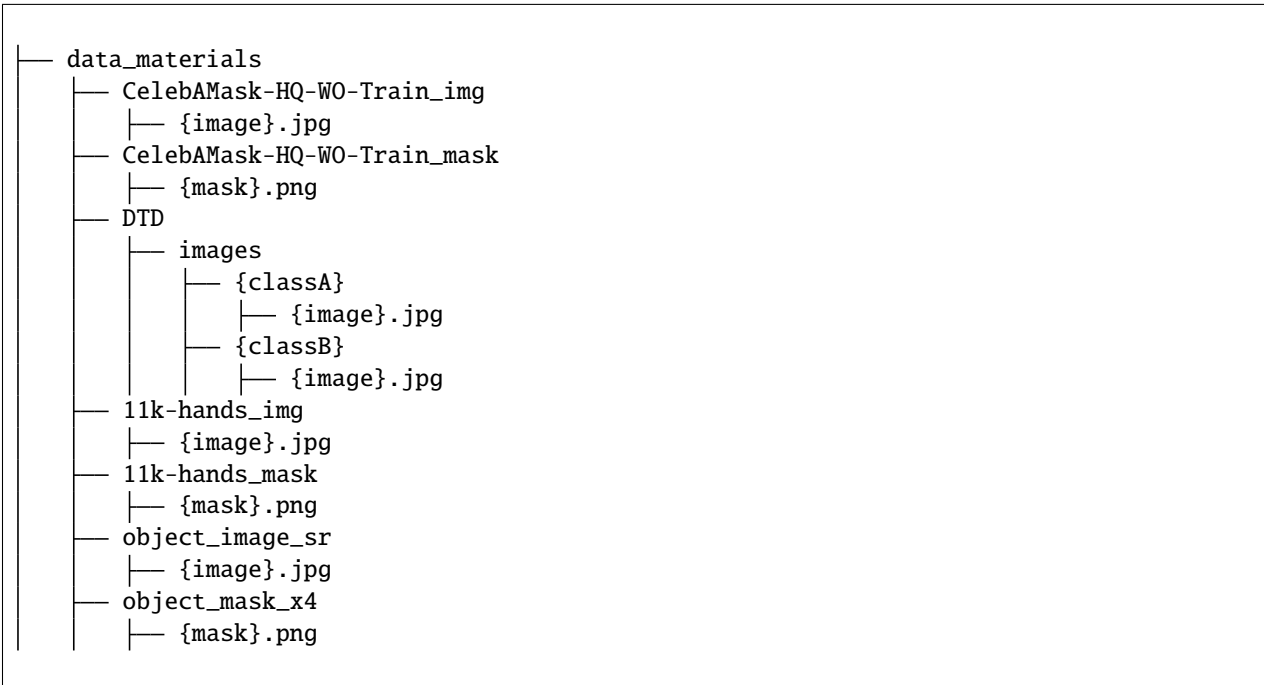 ├── data_materials
│   ├── CelebAMask-HQ-WO-Train_img
│   │   ├── {image}.jpg
│   ├── CelebAMask-HQ-WO-Train_mask
│   │   ├── {mask}.png
│   ├── DTD
│   │   ├── images
│   │   │   ├── {classA}
│   │   │   │   ├── {image}.jpg
│   │   │   ├── {classB}
│   │   │   │   ├── {image}.jpg
│   ├── 11k-hands_img
│   │   ├── {image}.jpg
│   ├── 11k-hands_mask
│   │   ├── {mask}.png
│   ├── object_image_sr
│   │   ├── {image}.jpg
│   ├── object_mask_x4
│   │   ├── {mask}.png